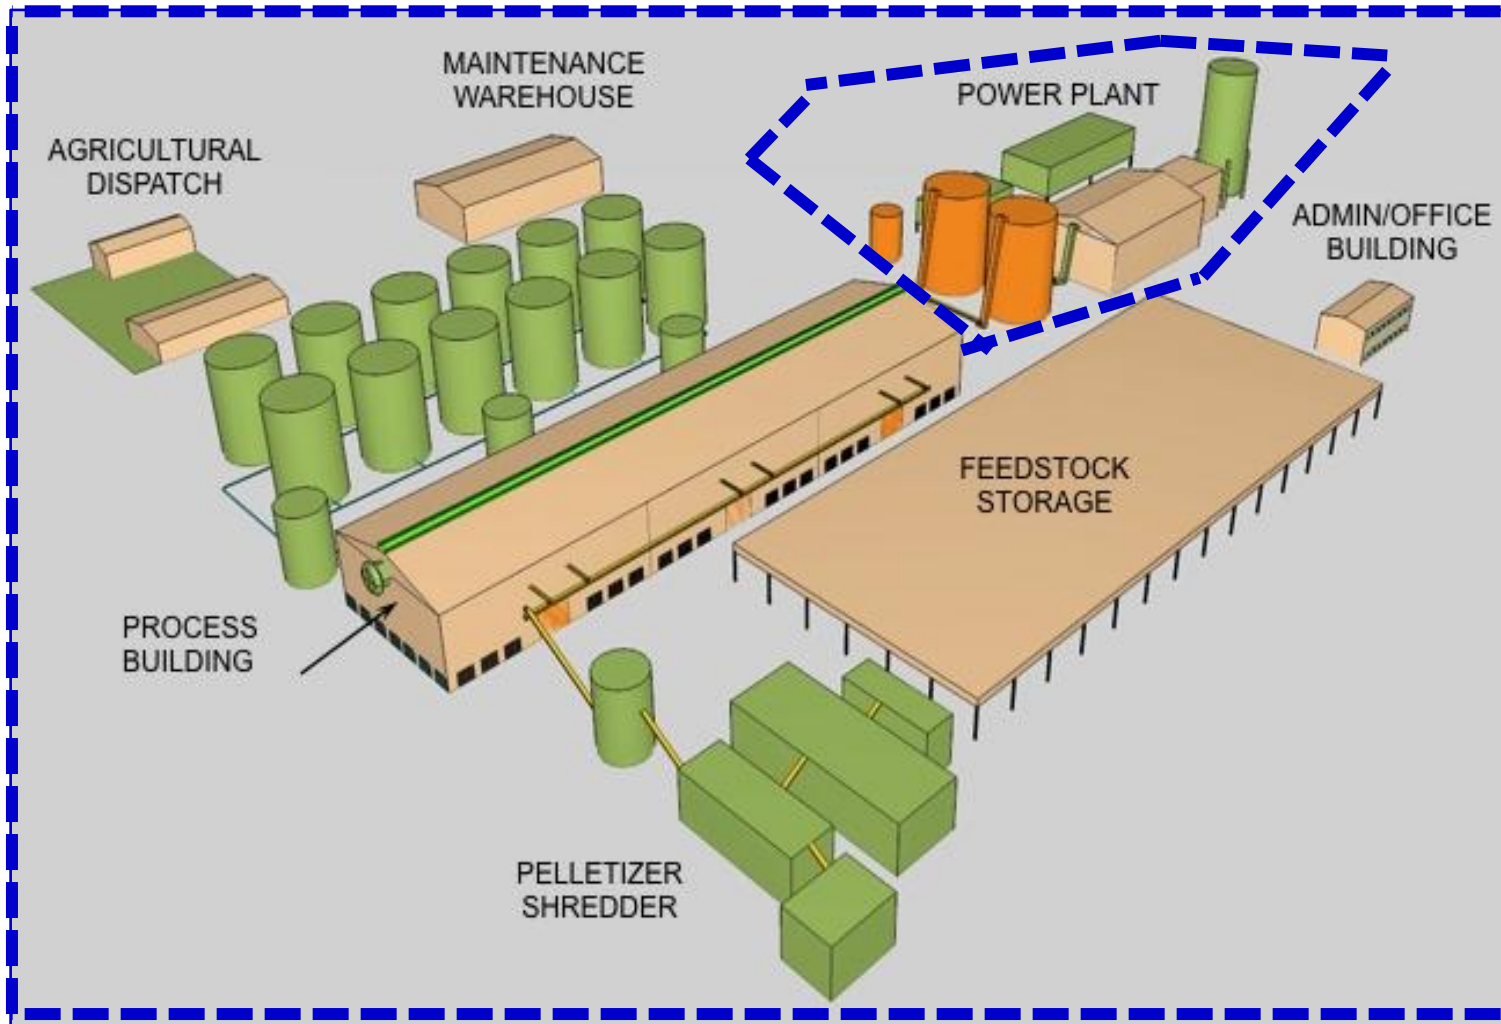 MAINTENANCE
WAREHOUSE
POWER PLANT
AGRICULTURAL
DISPATCH
ADMIN/OFFICE
BUILDING
FEEDSTOCK
STORAGE
PROCESS
BUILDING
PELLETIZER
SHREDDER